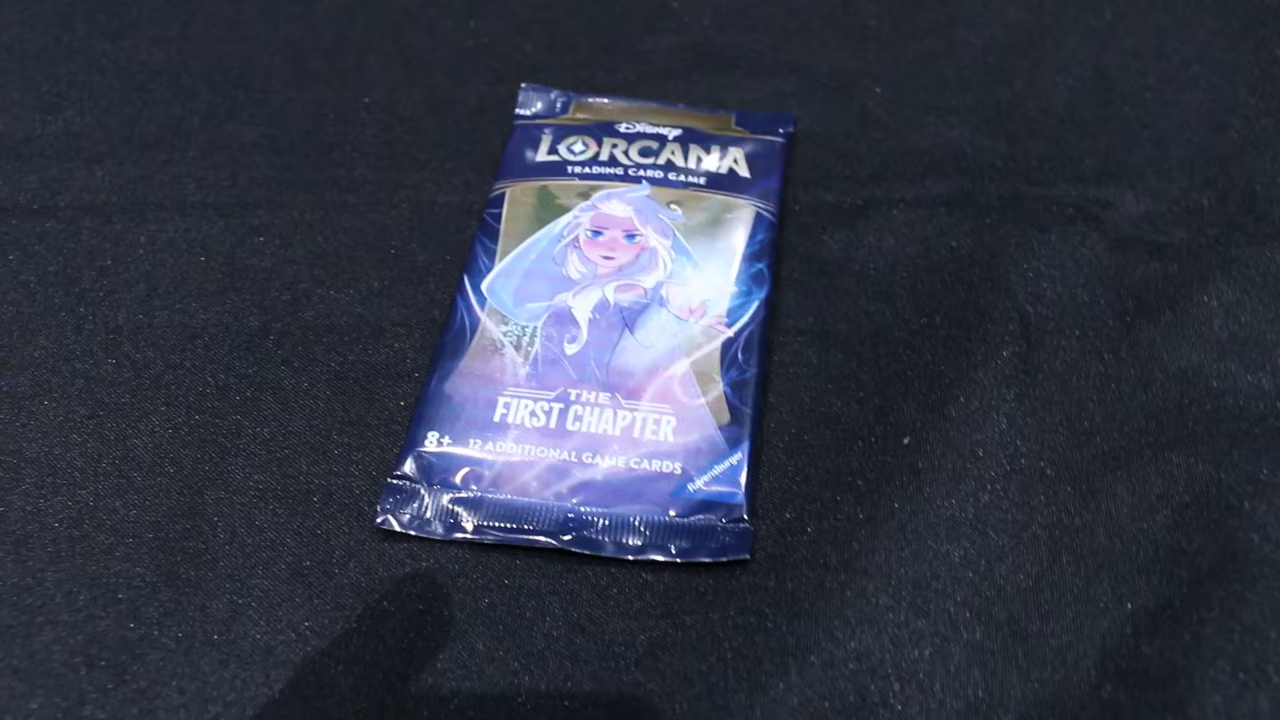 Disney
LORCANA
TRADING CARD GAME
THE
FIRST CHAPTER
8+ 12 ADDITIONAL GAME CARDS
Ravensburger